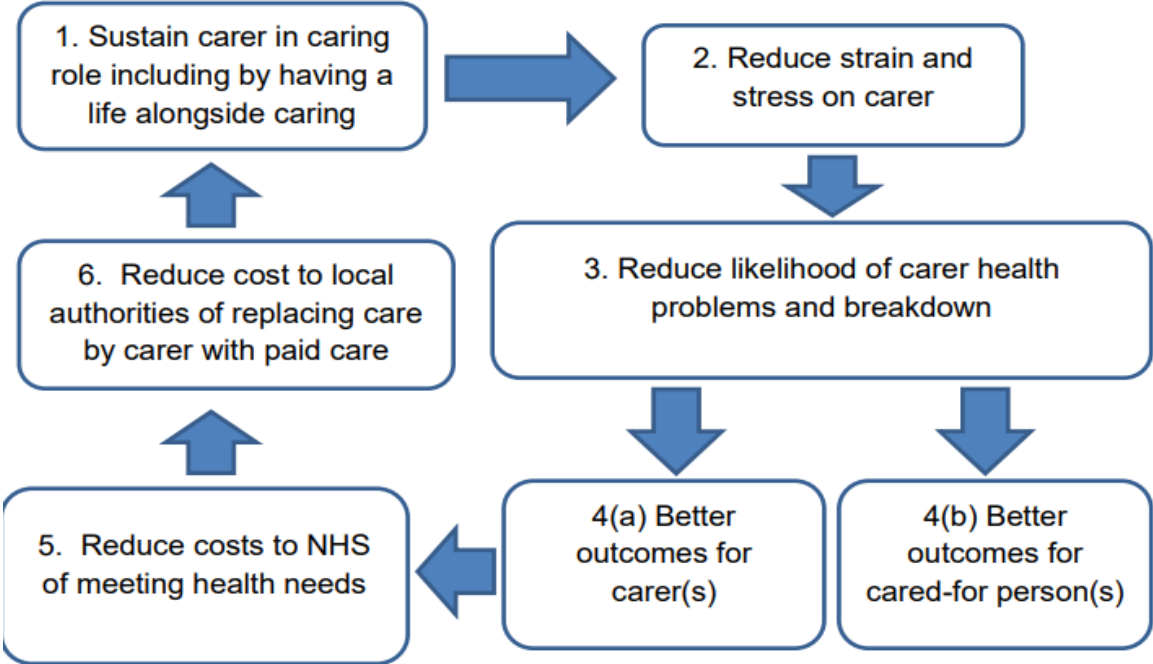 1. Sustain carer in caring
role including by having a
life alongside caring
2. Reduce strain and
stress on carer
3. Reduce likelihood of carer health
problems and breakdown
4(a) Better
outcomes for
carer(s)
4(b) Better
outcomes for
cared-for person(s)
5. Reduce costs to NHS
of meeting health needs
6. Reduce cost to local
authorities of replacing care
by carer with paid care